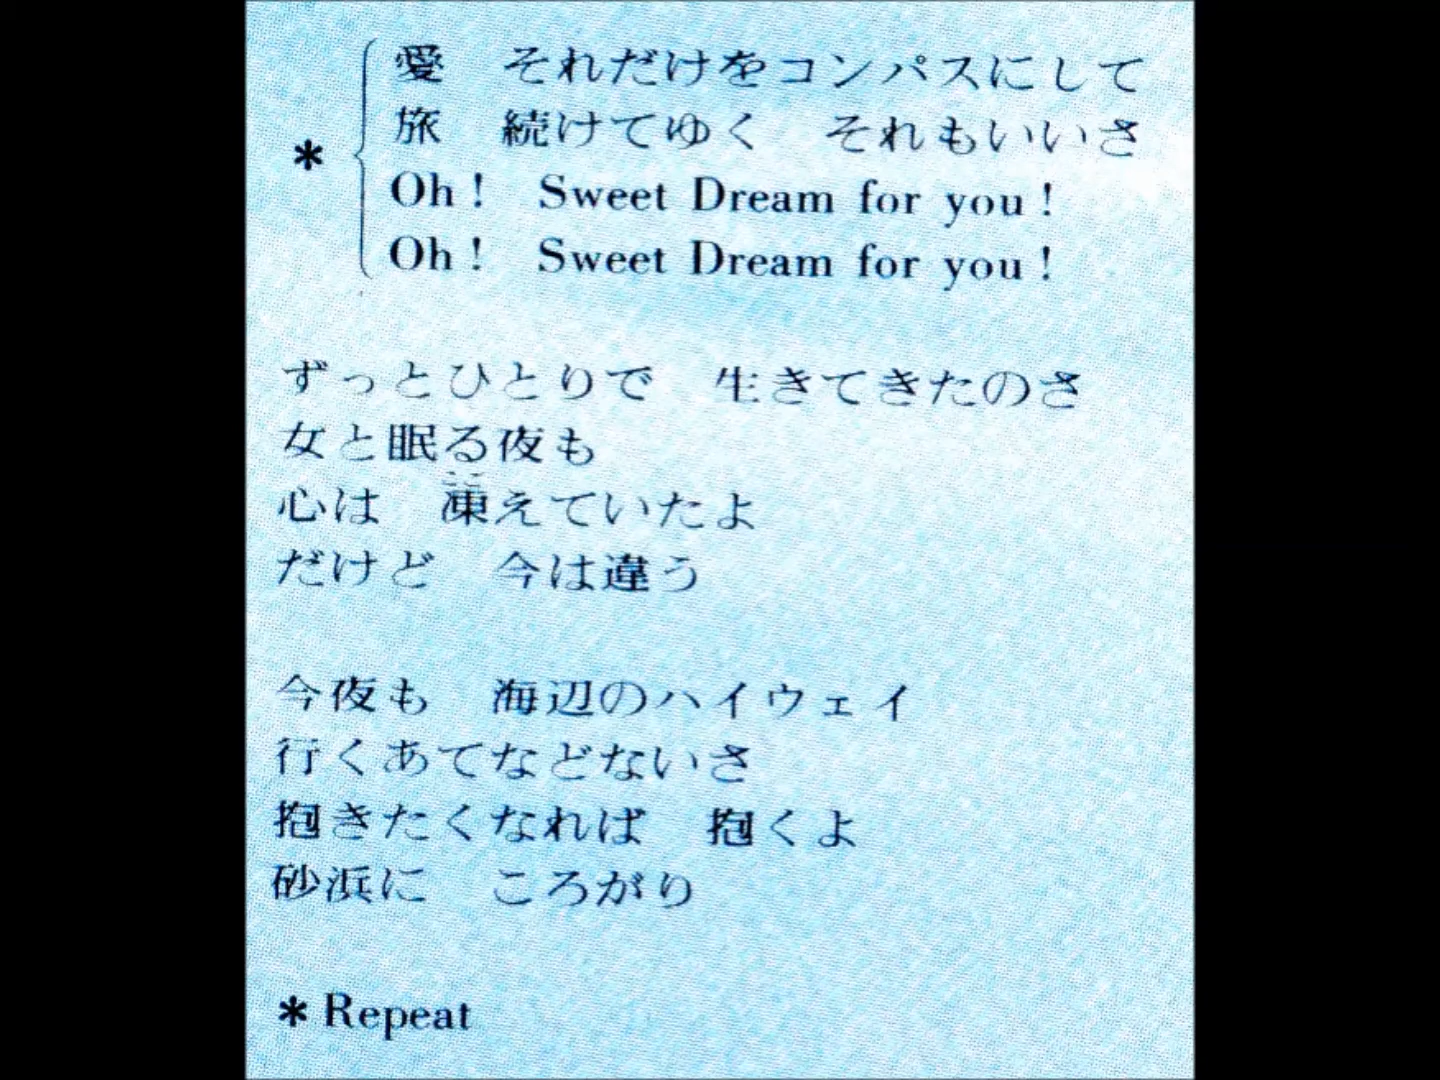 * 愛　それだけをコンパスにして
旅　続けてゆく　それもいいさ
Oh！　Sweet Dream for you！
Oh！　Sweet Dream for you！
ずっとひとりで　生きてきたのさ
女と眠る夜も
心は　凍えていたよ
だけど　今は違う
今夜も　海辺のハイウェイ
行くあてなどないさ
抱きたくなれば　抱くよ
砂浜に　ころがり
* Repeat